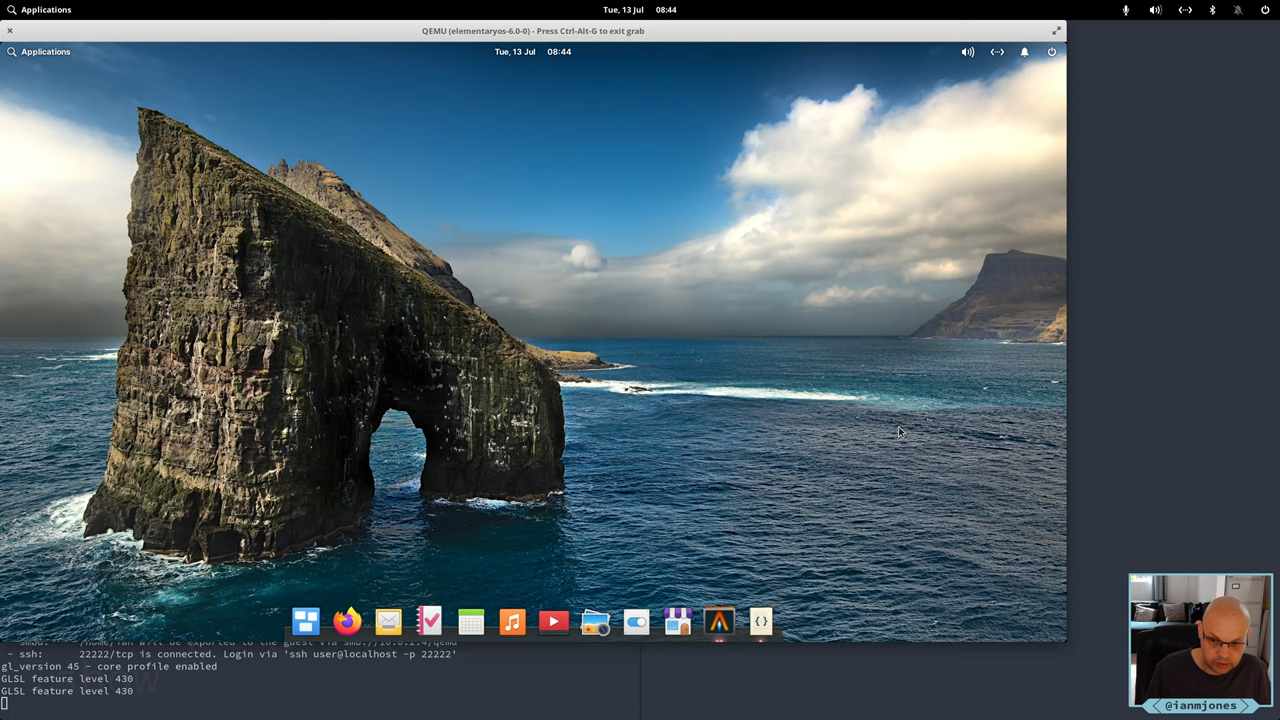 Applications
Tue, 13 Jul 08:44
QEMU (elementaryos-6.0-0) - Press Ctrl-Alt-G to exit grab
Applications
Tue, 13 Jul 08:44
- ssh: 22222/tcp is connected. Login via 'ssh user@localhost -p 22222'
gl_version 45 - core profile enabled
GLSL feature level 430
GLSL feature level 430
@ianmjones